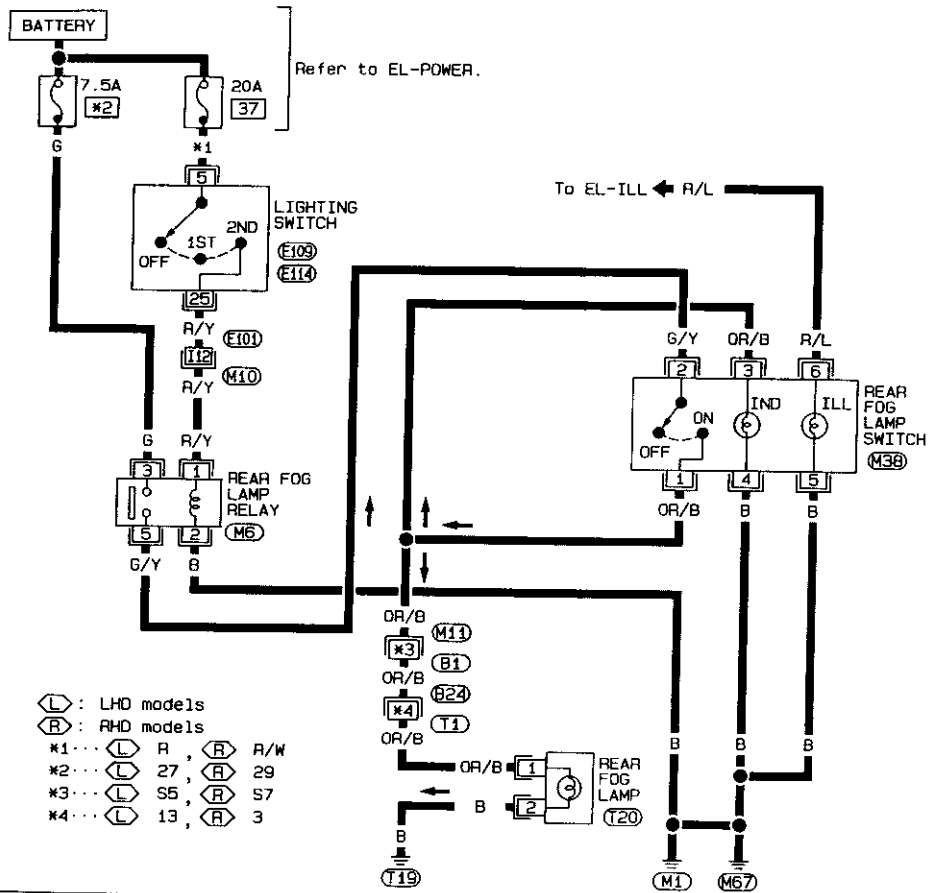 BATTERY
7.5A
*2
20A
37
Refer to EL-POWER.
G
*1
5
LIGHTING
SWITCH
OFF
1ST
2ND
E109
E114
25
R/Y
E101
I12
M10
R/Y
To EL-ILL
R/L
G/Y
OR/B
R/L
2
3
6
OFF
ON
IND
ILL
REAR
FOG
LAMP
SWITCH
M38
1
4
5
OR/B
B
B
G
R/Y
3
1
REAR FOG
LAMP
RELAY
M6
5
2
G/Y
B
OR/B
M11
*3
B1
OR/B
B24
*4
T1
OR/B
OR/B
1
REAR
FOG
LAMP
B
2
T20
B
T19
B
B
B
M1
M67
L : LHD models
R : RHD models
*1··· L R , R R/W
*2··· L 27 , R 29
*3··· L S5 , R S7
*4··· L 13 , R 3